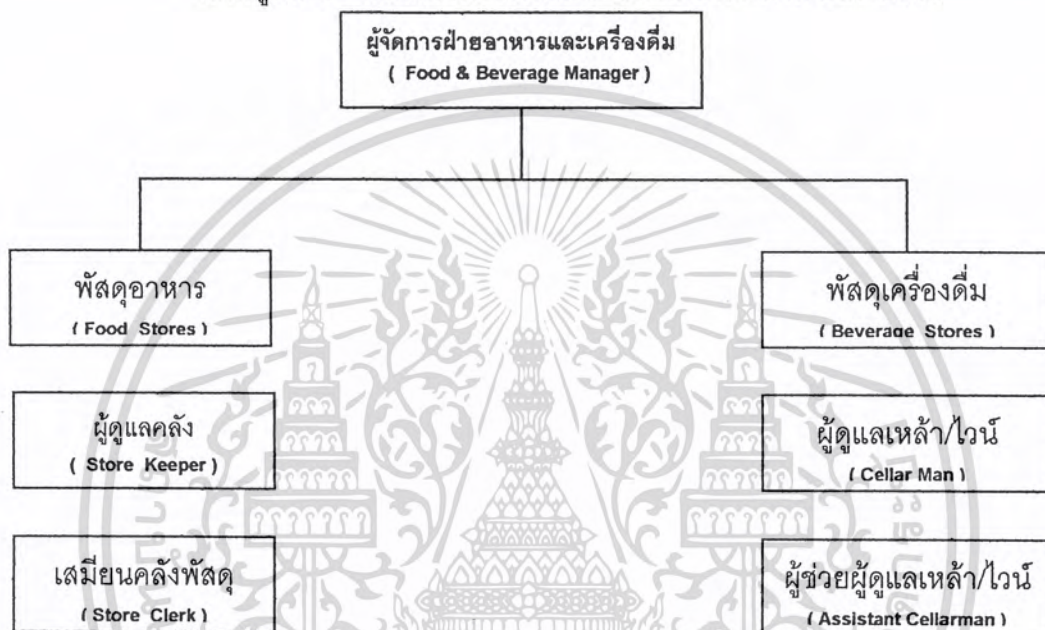 ผู้จัดการฝ่ายอาหารและเครื่องดื่ม
( Food & Beverage Manager )
พัสดุอาหาร
( Food Stores )
พัสดุเครื่องดื่ม
( Beverage Stores )
ผู้ดูแลคลัง
( Store Keeper )
ผู้ดูแลเหล้า/ไวน์
( Cellar Man )
เสมียนคลังพัสดุ
( Store Clerk )
ผู้ช่วยผู้ดูแลเหล้า/ไวน์
( Assistant Cellarman )